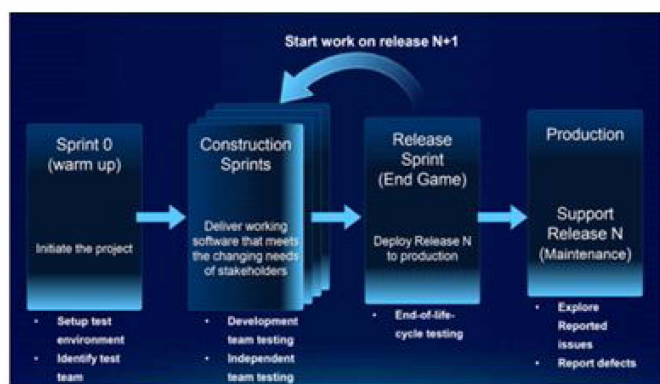 Start work on release N+1
Sprint 0
(warm up)
Initiate the project
Construction
Sprints
Deliver working
software that meets
the changing needs
of stakeholders
Release
Sprint
(End Game)
Deploy Release N
to production
Production
Support
Release N
(Maintenance)
• Setup test
environment
• Identify test
team
• Development
team testing
• Independent
team testing
• End-of-life-
cycle testing
• Explore
Reported
issues
• Report defects